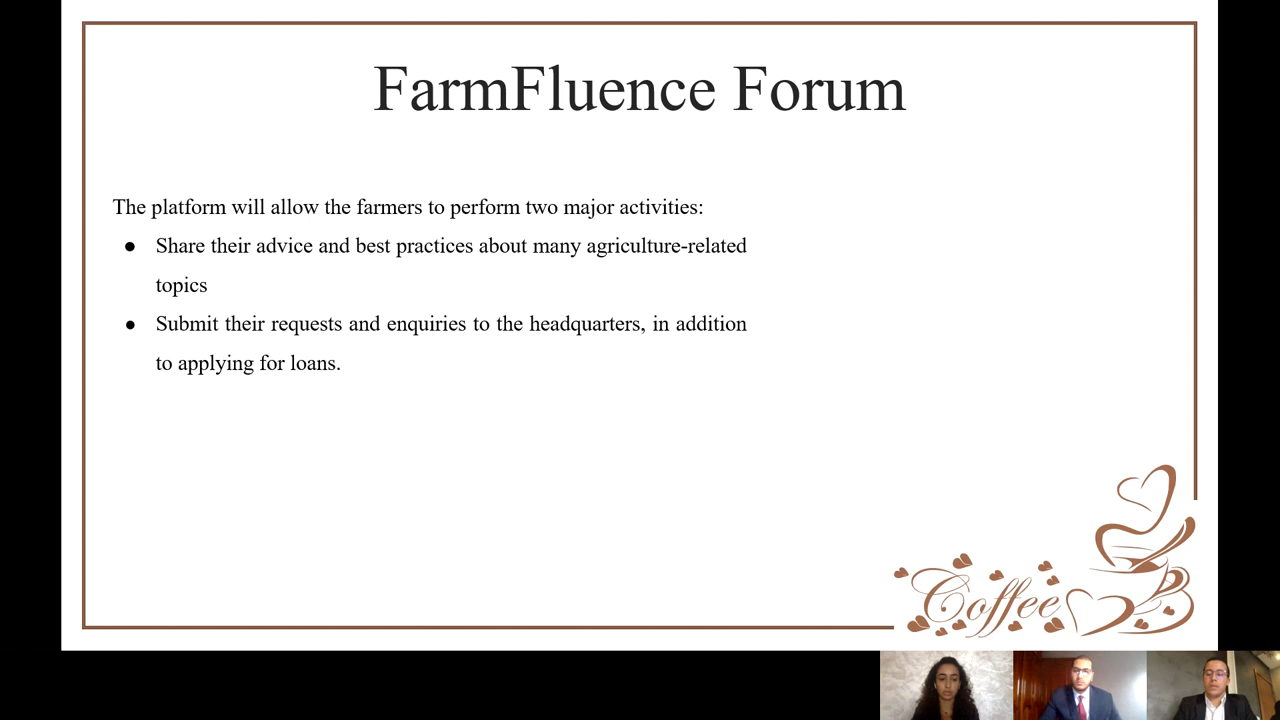 FarmFluence Forum
The platform will allow the farmers to perform two major activities:
● Share their advice and best practices about many agriculture-related
topics
● Submit their requests and enquiries to the headquarters, in addition
to applying for loans.
Coffee